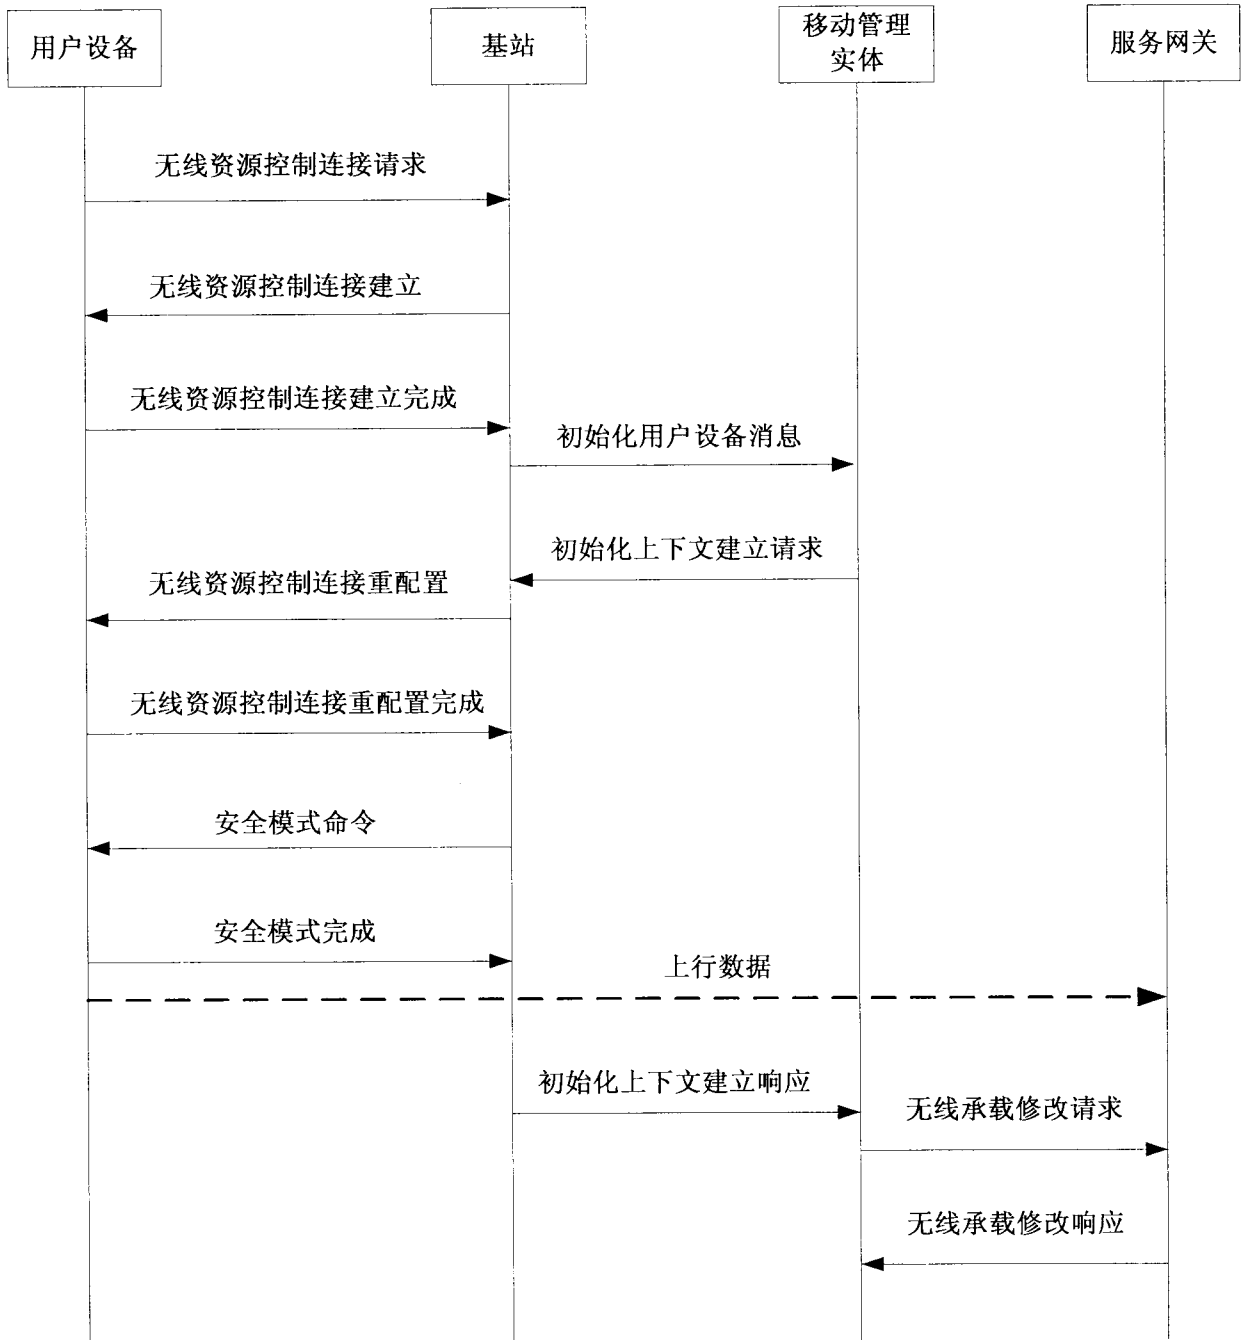 用户设备
基站
移动管理
实体
服务网关
无线资源控制连接请求
无线资源控制连接建立
无线资源控制连接建立完成
初始化用户设备消息
初始化上下文建立请求
无线资源控制连接重配置
无线资源控制连接重配置完成
安全模式命令
安全模式完成
上行数据
初始化上下文建立响应
无线承载修改请求
无线承载修改响应